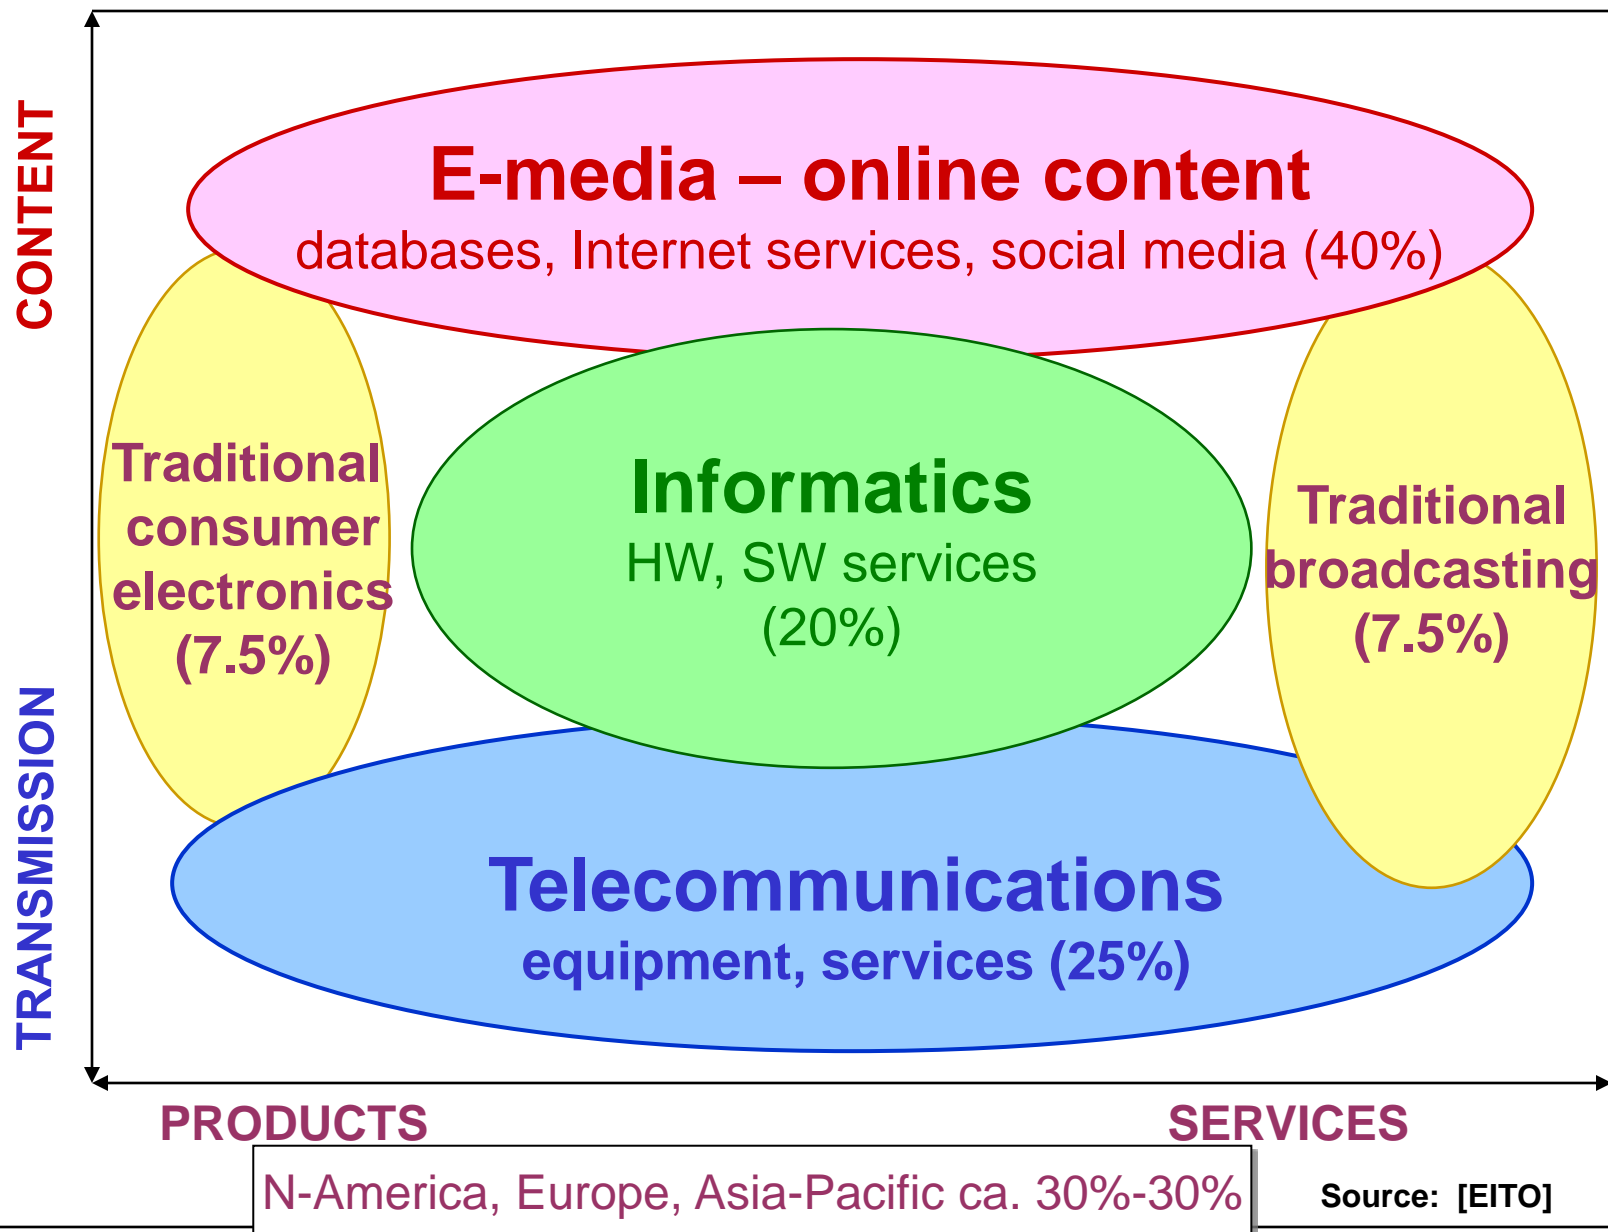 CONTENT
E-media – online content
databases, Internet services, social media (40%)
Traditional
consumer
electronics
(7.5%)
Informatics
HW, SW services
(20%)
Traditional
broadcasting
(7.5%)
TRANSMISSION
Telecommunications
equipment, services (25%)
PRODUCTS
SERVICES
N-America, Europe, Asia-Pacific ca. 30%-30%
Source: [EITO]